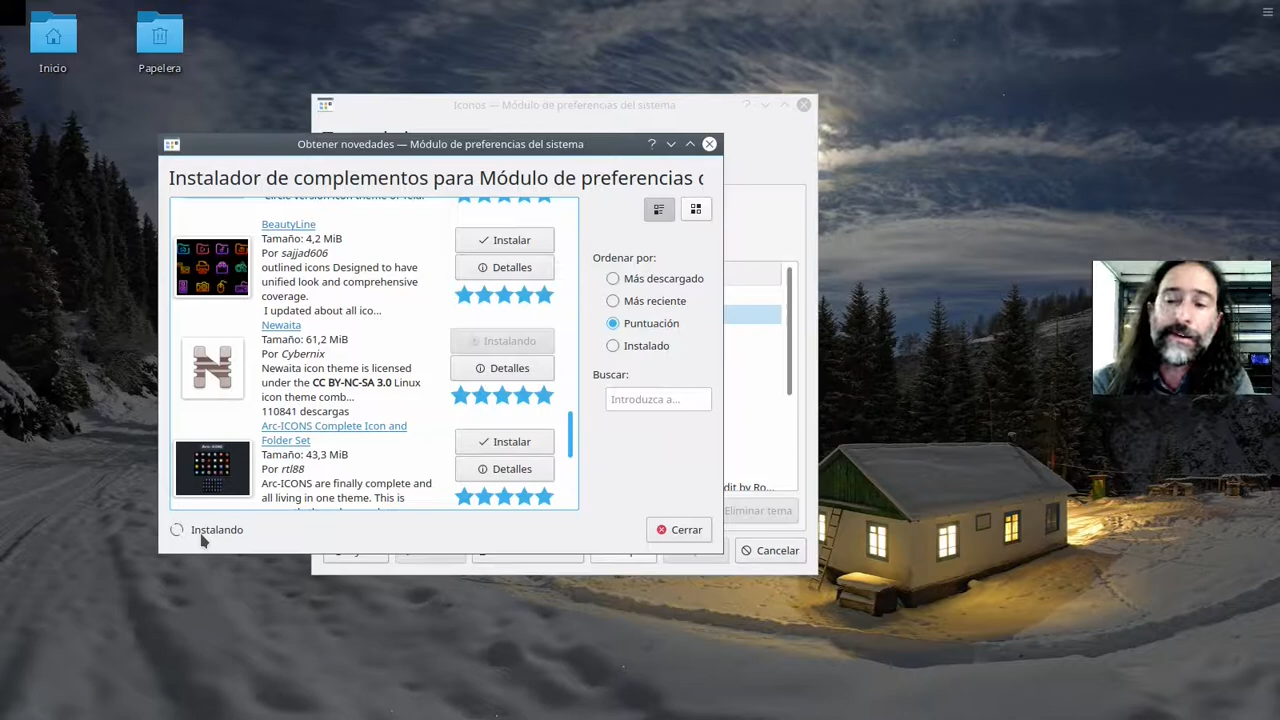 Inicio
Papelera
Iconos — Módulo de preferencias del sistema
Obtener novedades — Módulo de preferencias del sistema
Instalador de complementos para Módulo de preferencias
BeautyLine
Tamaño: 4,2 MiB
Por sajjad606
outlined icons Designed to have
unified look and comprehensive
coverage.
I updated about all ico...
Instalar
Detalles
Newaita
Tamaño: 61,2 MiB
Por Cybernix
Newaita icon theme is licensed
under the CC BY-NC-SA 3.0 Linux
icon theme comb...
110841 descargas
Instalando
Detalles
Arc-ICONS Complete Icon and
Folder Set
Tamaño: 43,3 MiB
Por rtl88
Arc-ICONS are finally complete and
all living in one theme. This is
Instalar
Detalles
Ordenar por:
Más descargado
Más reciente
Puntuación
Instalado
Buscar:
Introduzca a...
Instalando
Cerrar
dit by Ro...
Eliminar tema
Cancelar